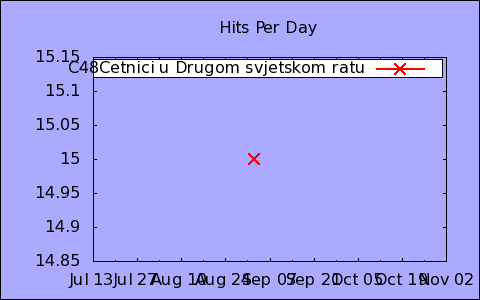 Hits Per Day
15.15
C48Cetnici u Drugom svjetskom ratu
15.1
15.05
15
14.95
14.9
14.85
Jul 13 Jul 27 Aug 10 Aug 24 Sep 07 Sep 21 Oct 05 Oct 19 Nov 02